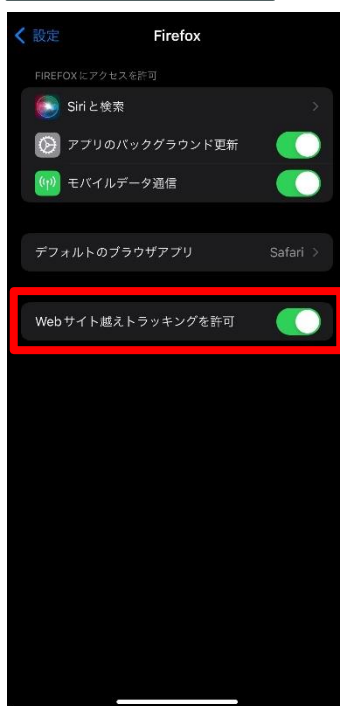 設定
Firefox
FIREFOXにアクセスを許可
Siriと検索
アプリのバックグラウンド更新
モバイルデータ通信
デフォルトのブラウザアプリ Safari
Webサイト越えトラッキングを許可